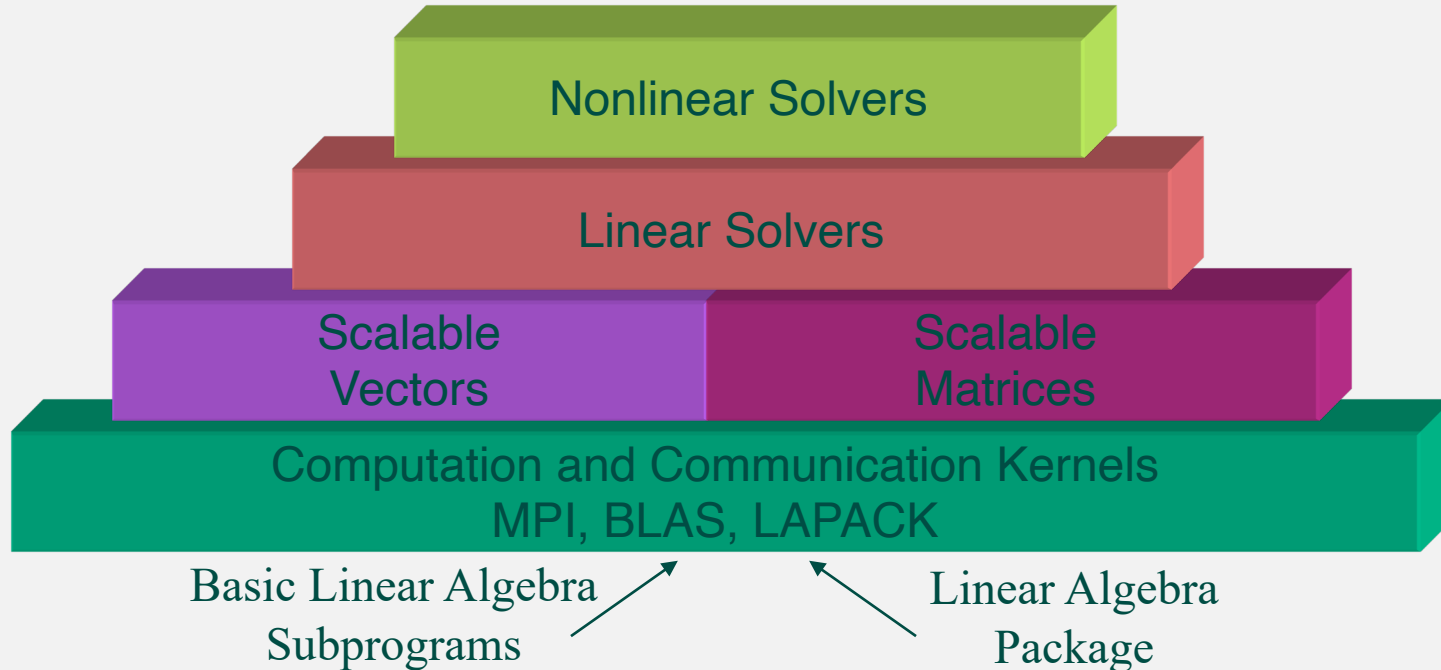 Nonlinear Solvers
Linear Solvers
Scalable
Vectors
Scalable
Matrices
Computation and Communication Kernels
MPI, BLAS, LAPACK
Basic Linear Algebra
Subprograms
Linear Algebra
Package